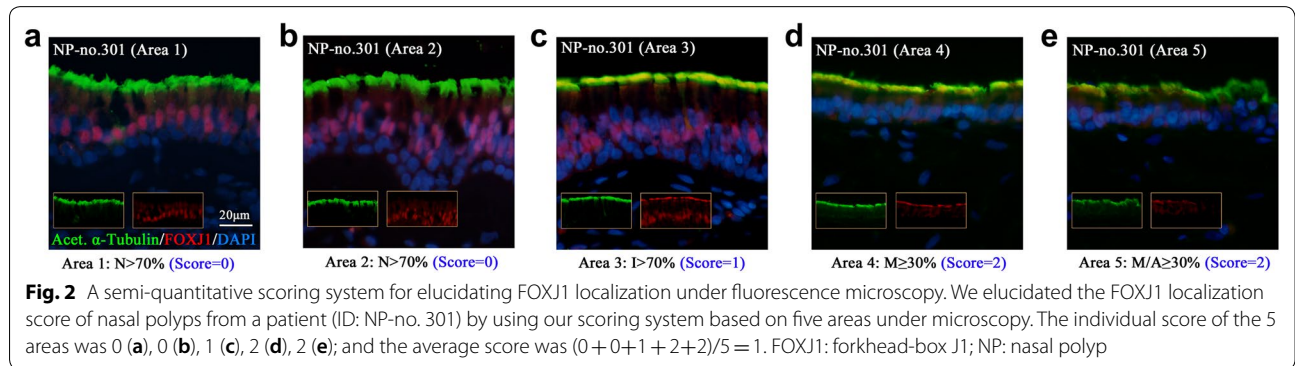 a b c d e
NP-no.301 (Area 1) NP-no.301 (Area 2) NP-no.301 (Area 3) NP-no.301 (Area 4) NP-no.301 (Area 5)
20μm
Acet. α-Tubulin/FOXJ1/DAPI
Area 1: N>70% (Score=0) Area 2: N>70% (Score=0) Area 3: I>70% (Score=1) Area 4: M≥30% (Score=2) Area 5: M/A≥30% (Score=2)
Fig. 2 A semi-quantitative scoring system for elucidating FOXJ1 localization under fluorescence microscopy. We elucidated the FOXJ1 localization
score of nasal polyps from a patient (ID: NP-no. 301) by using our scoring system based on five areas under microscopy. The individual score of the 5
areas was 0 (a), 0 (b), 1 (c), 2 (d), 2 (e); and the average score was (0 + 0 + 1 + 2 + 2)/5 = 1. FOXJ1: forkhead-box J1; NP: nasal polyp